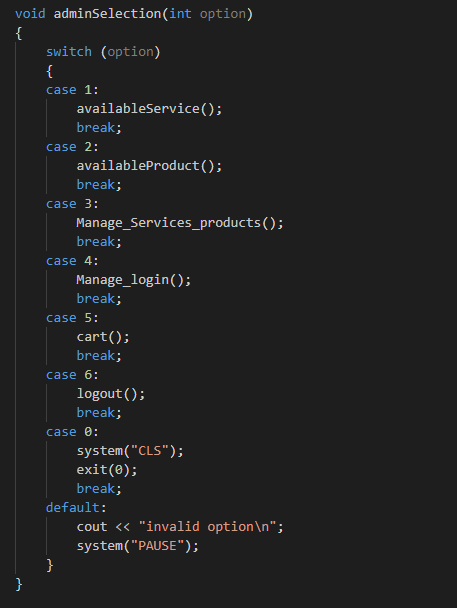 void adminSelection(int option)
{
    switch (option)
    {
    case 1:
        availableService();
        break;
    case 2:
        availableProduct();
        break;
    case 3:
        Manage_Services_products();
        break;
    case 4:
        Manage_login();
        break;
    case 5:
        cart();
        break;
    case 6:
        logout();
        break;
    case 0:
        system("CLS");
        exit(0);
        break;
    default:
        cout << "invalid option\n";
        system("PAUSE");
    }
}